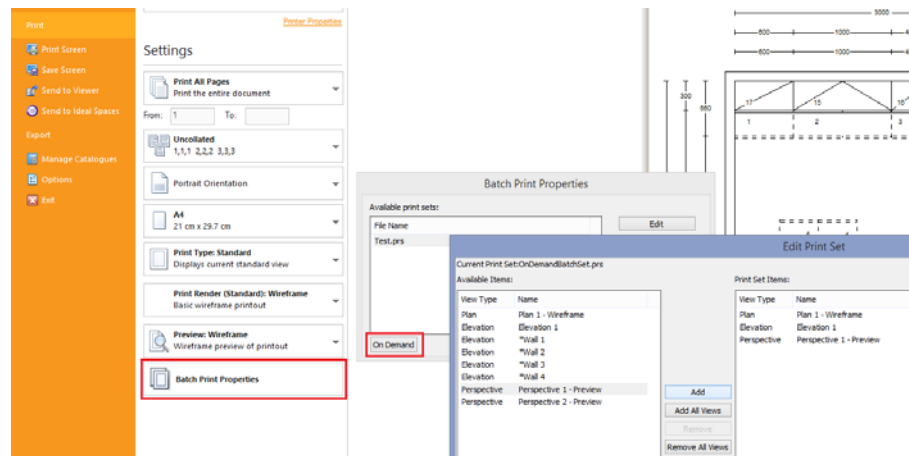 Print
Print Screen
Save Screen
Send to Viewer
Send to Ideal Spaces
Export
Manage Catalogues
Options
Exit
Printer Properties
Settings
Print All Pages
Print the entire document
From: 1 To:
Uncollated
1,1,1 2,2,2 3,3,3
Portrait Orientation
A4
21 cm x 29.7 cm
Print Type: Standard
Displays current standard view
Print Render (Standard): Wireframe
Basic wireframe printout
Preview: Wireframe
Wireframe preview of printout
Batch Print Properties
Batch Print Properties
Available print sets:
File Name
Test.prs
Edit
On Demand
Edit Print Set
Current Print Set:OnDemandBatchSet.prs
Available Items:
View Type Name
Plan Plan 1 - Wireframe
Elevation Elevation 1
Elevation *Wall 1
Elevation *Wall 2
Elevation *Wall 3
Elevation *Wall 4
Perspective Perspective 1 - Preview
Perspective Perspective 2 - Preview
Add
Add All Views
Remove
Remove All Views
Print Set Items:
View Type Name
Plan Plan 1 - Wireframe
Elevation Elevation 1
Perspective Perspective 1 - Preview
3000
600 1000
600 1000
300
17 15 16
1 2 3